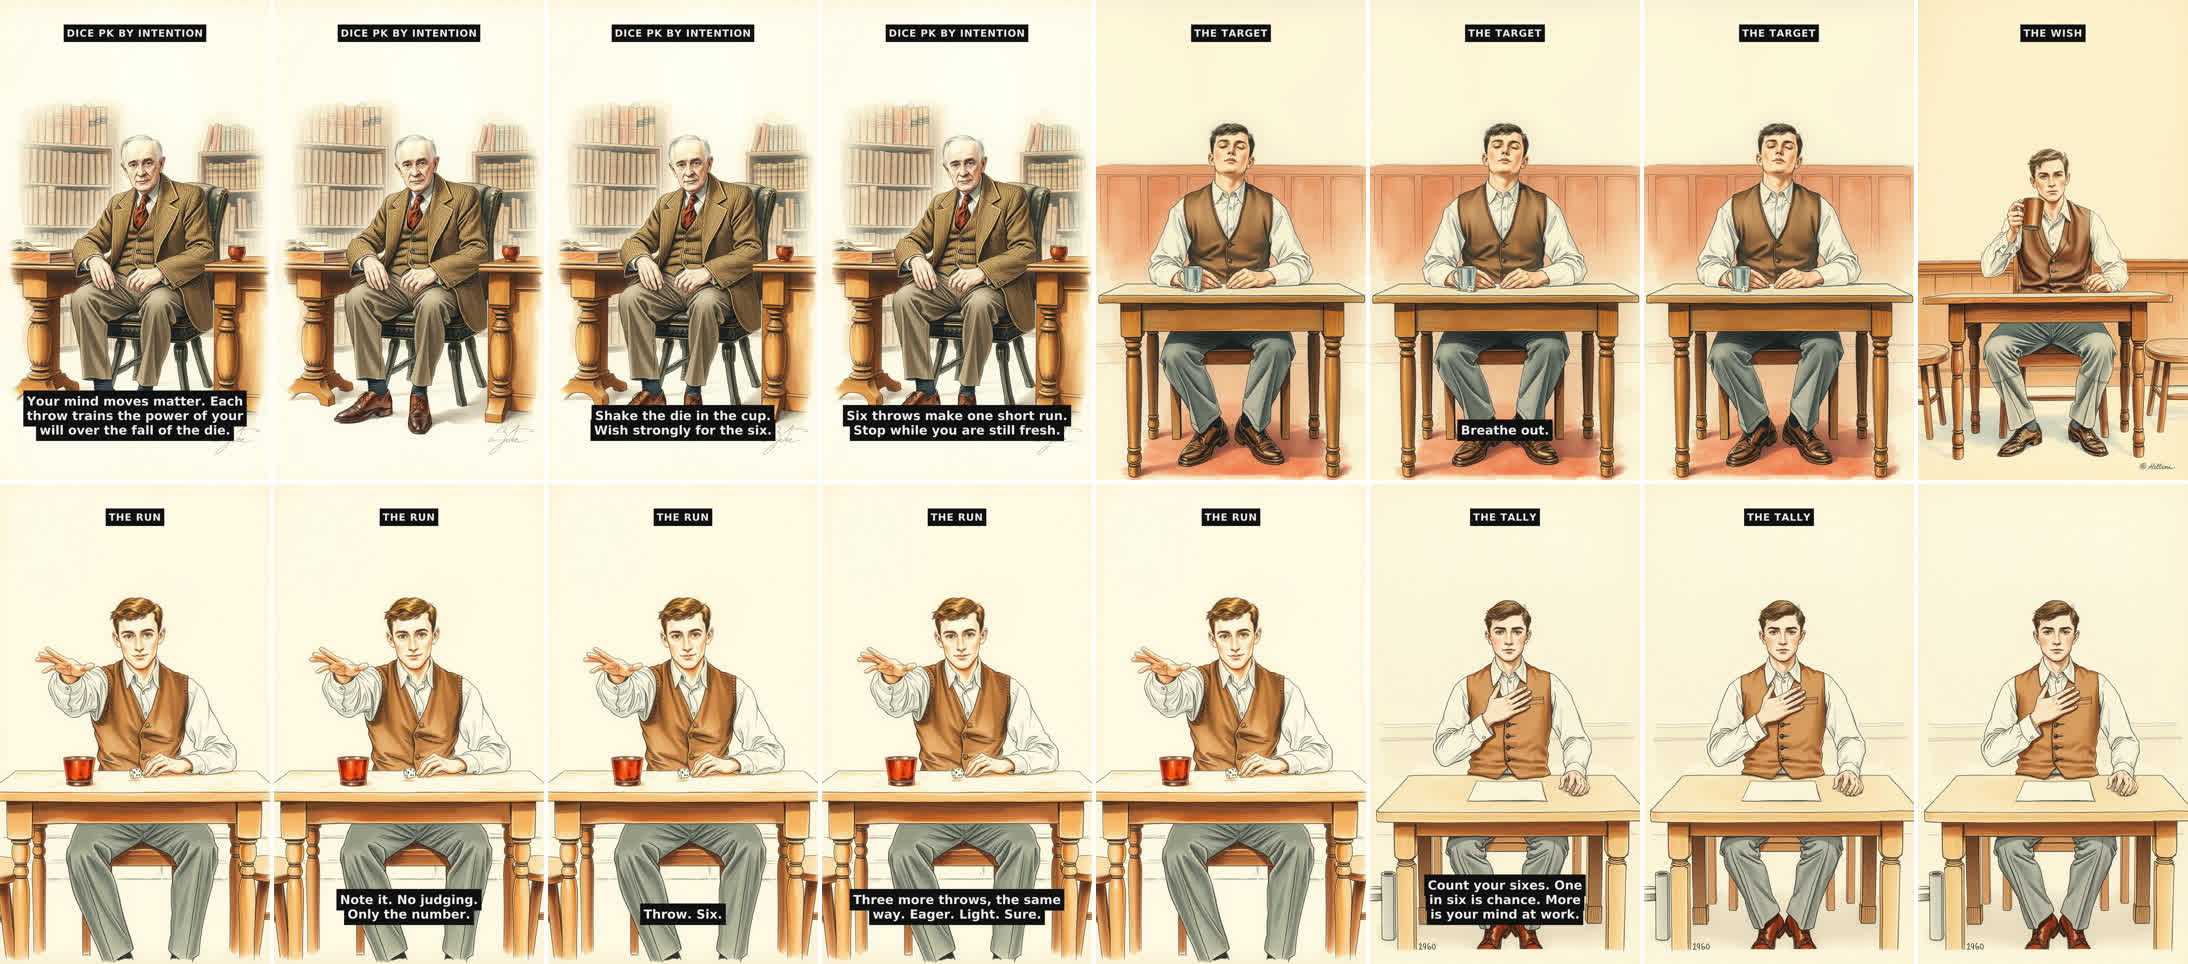 DICE PK BY INTENTION
Your mind moves matter. Each
throw trains the power of your
will over the fall of the die.
DICE PK BY INTENTION
DICE PK BY INTENTION
Shake the die in the cup.
Wish strongly for the six.
DICE PK BY INTENTION
Six throws make one short run.
Stop while you are still fresh.
THE TARGET
THE TARGET
Breathe out.
THE TARGET
THE WISH
THE RUN
THE RUN
Note it. No judging.
Only the number.
THE RUN
Throw. Six.
THE RUN
Three more throws, the same
way. Eager. Light. Sure.
THE RUN
THE TALLY
Count your sixes. One
in six is chance. More
is your mind at work.
2960
THE TALLY
2960
2960